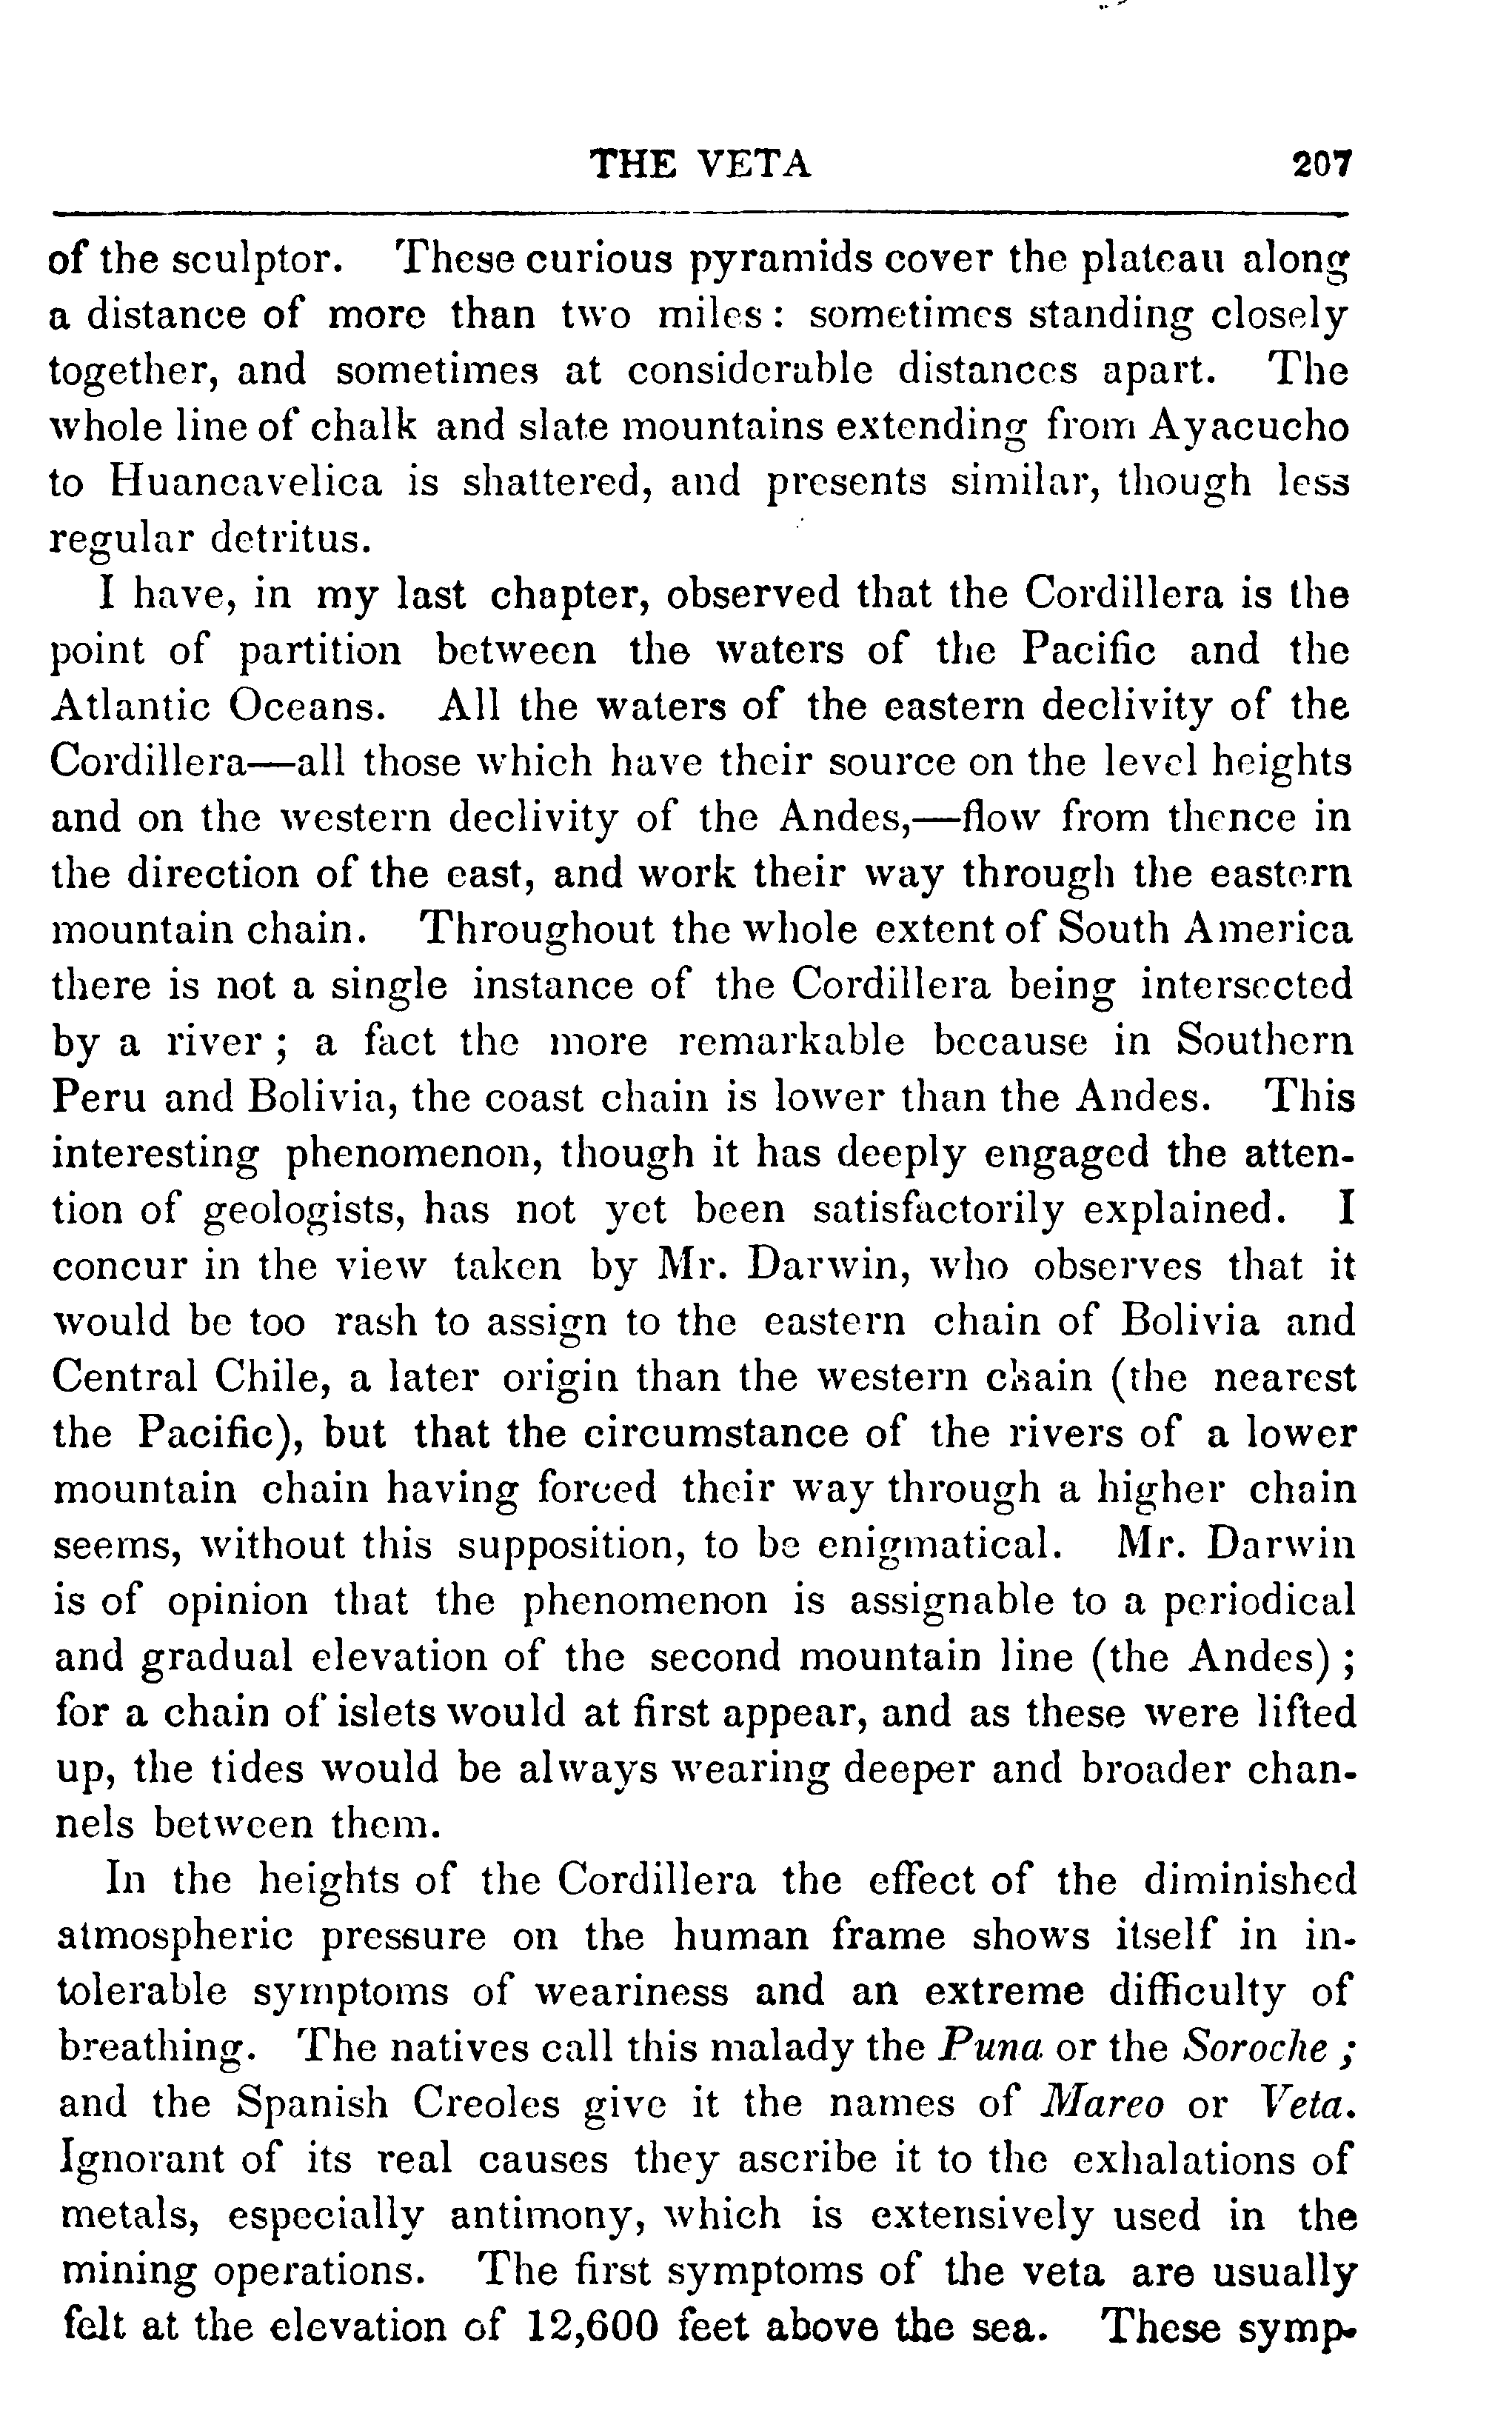 THE VETA 207
of the sculptor. These curious pyramids cover the plateau along
a distance of more than two miles: sometimes standing closely
together, and sometimes at considerable distances apart. The
whole line of chalk and slate mountains extending from Ayacucho
to Huancavelica is shattered, and presents similar, though less
regular detritus.
I have, in my last chapter, observed that the Cordillera is the
point of partition between the waters of the Pacific and the
Atlantic Oceans. All the waters of the eastern declivity of the
Cordillera—all those which have their source on the level heights
and on the western declivity of the Andes,—flow from thence in
the direction of the east, and work their way through the eastern
mountain chain. Throughout the whole extent of South America
there is not a single instance of the Cordillera being intersected
by a river; a fact the more remarkable because in Southern
Peru and Bolivia, the coast chain is lower than the Andes. This
interesting phenomenon, though it has deeply engaged the atten-
tion of geologists, has not yet been satisfactorily explained. I
concur in the view taken by Mr. Darwin, who observes that it
would be too rash to assign to the eastern chain of Bolivia and
Central Chile, a later origin than the western chain (the nearest
the Pacific), but that the circumstance of the rivers of a lower
mountain chain having forced their way through a higher chain
seems, without this supposition, to be enigmatical. Mr. Darwin
is of opinion that the phenomenon is assignable to a periodical
and gradual elevation of the second mountain line (the Andes);
for a chain of islets would at first appear, and as these were lifted
up, the tides would be always wearing deeper and broader chan-
nels between them.
In the heights of the Cordillera the effect of the diminished
atmospheric pressure on the human frame shows itself in in-
tolerable symptoms of weariness and an extreme difficulty of
breathing. The natives call this malady the Puna or the Soroche;
and the Spanish Creoles give it the names of Mareo or Veta.
Ignorant of its real causes they ascribe it to the exhalations of
metals, especially antimony, which is extensively used in the
mining operations. The first symptoms of the veta are usually
felt at the elevation of 12,600 feet above the sea. These symp-